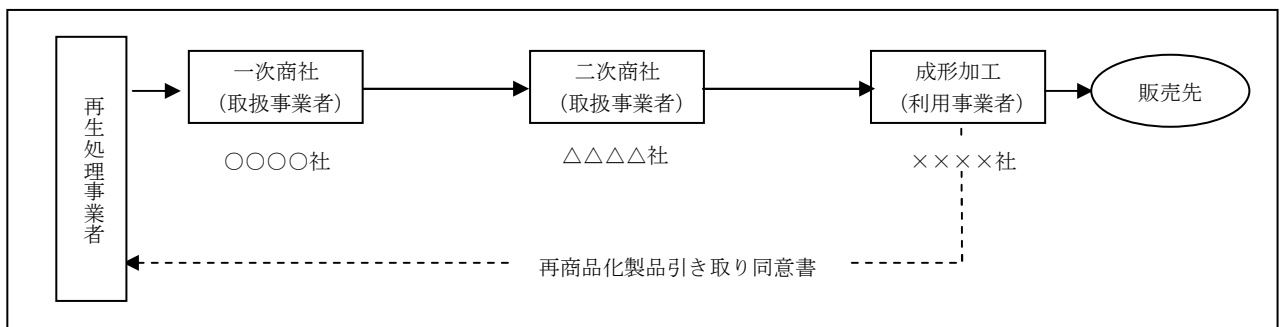 再生処理事業者
一次商社
（取扱事業者）
○○○○社
二次商社
（取扱事業者）
△△△△社
成形加工
（利用事業者）
××××社
販売先
再商品化製品引き取り同意書